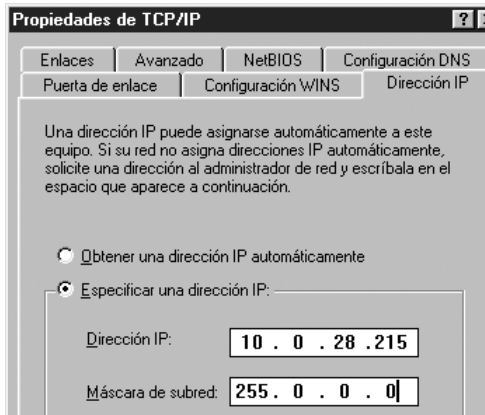 Propiedades de TCP/IP
Enlaces Avanzado NetBIOS Configuración DNS
Puerta de enlace Configuración WINS Dirección IP
Una dirección IP puede asignarse automáticamente a este
equipo. Si su red no asigna direcciones IP automáticamente,
solicite una dirección al administrador de red y escríbala en el
espacio que aparece a continuación.
Obtener una dirección IP automáticamente
Especificar una dirección IP:
Dirección IP: 10 . 0 . 28 .215
Máscara de subred: 255. 0 . 0 . 0